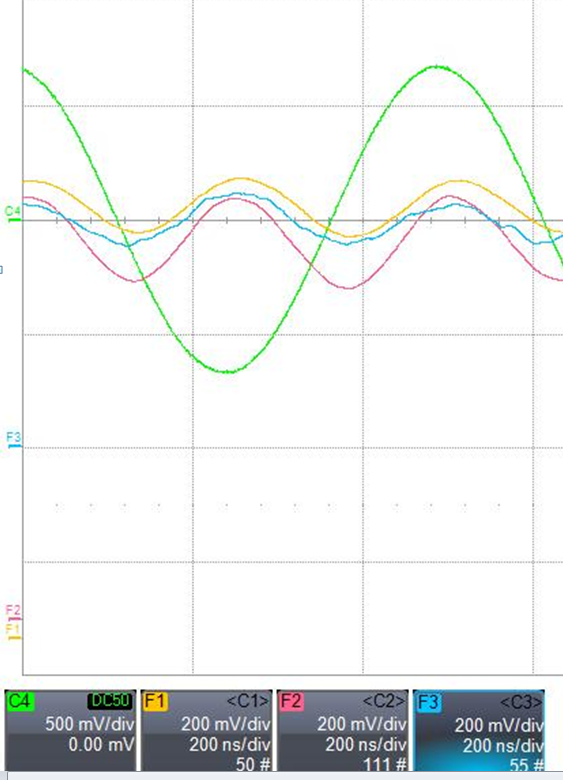 C4
F3
F2
F1
C4 DC50
500 mV/div
0.00 mV
F1 <C1>
200 mV/div
200 ns/div
50 #
F2 <C2>
200 mV/div
200 ns/div
111 #
F3 <C3>
200 mV/div
200 ns/div
55 #